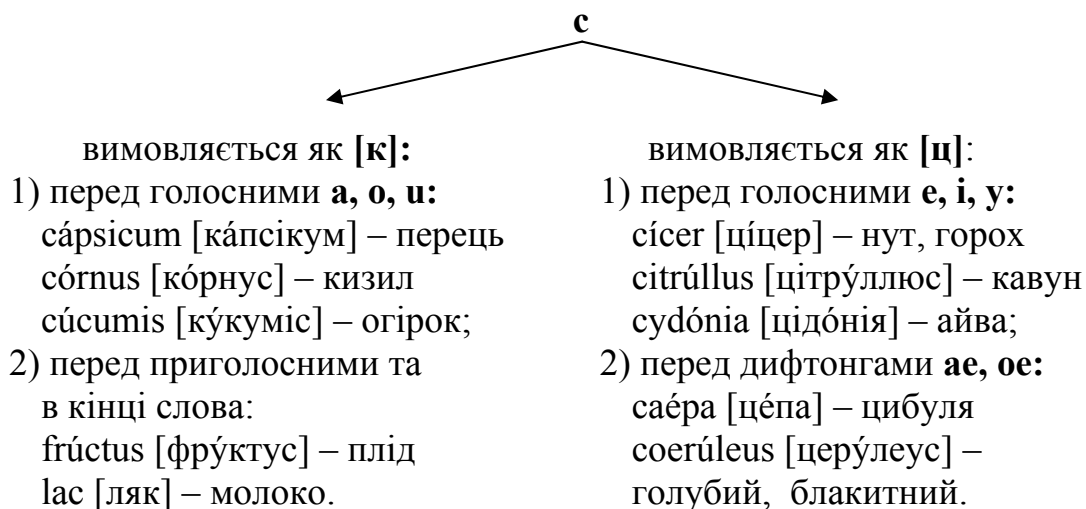 c
вимовляється як [к]:
1) перед голосними a, o, u:
cápsicum [кáпсікум] – перець
córnus [кóрнус] – кизил
cúcumis [кýкуміс] – огірок;
2) перед приголосними та
в кінці слова:
frúctus [фрýктус] – плід
lac [ляк] – молоко.
вимовляється як [ц]:
1) перед голосними e, i, y:
cícer [цíцер] – нут, горох
citrúllus [цітрýллюс] – кавун
cydónia [цідóнія] – айва;
2) перед дифтонгами ae, oe:
caépa [цéпа] – цибуля
coerúleus [церýлеус] –
голубий, блакитний.